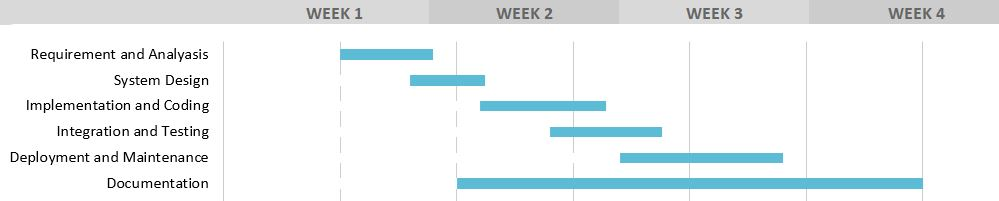 WEEK 1 WEEK 2 WEEK 3 WEEK 4
Requirement and Analyasis
System Design
Implementation and Coding
Integration and Testing
Deployment and Maintenance
Documentation